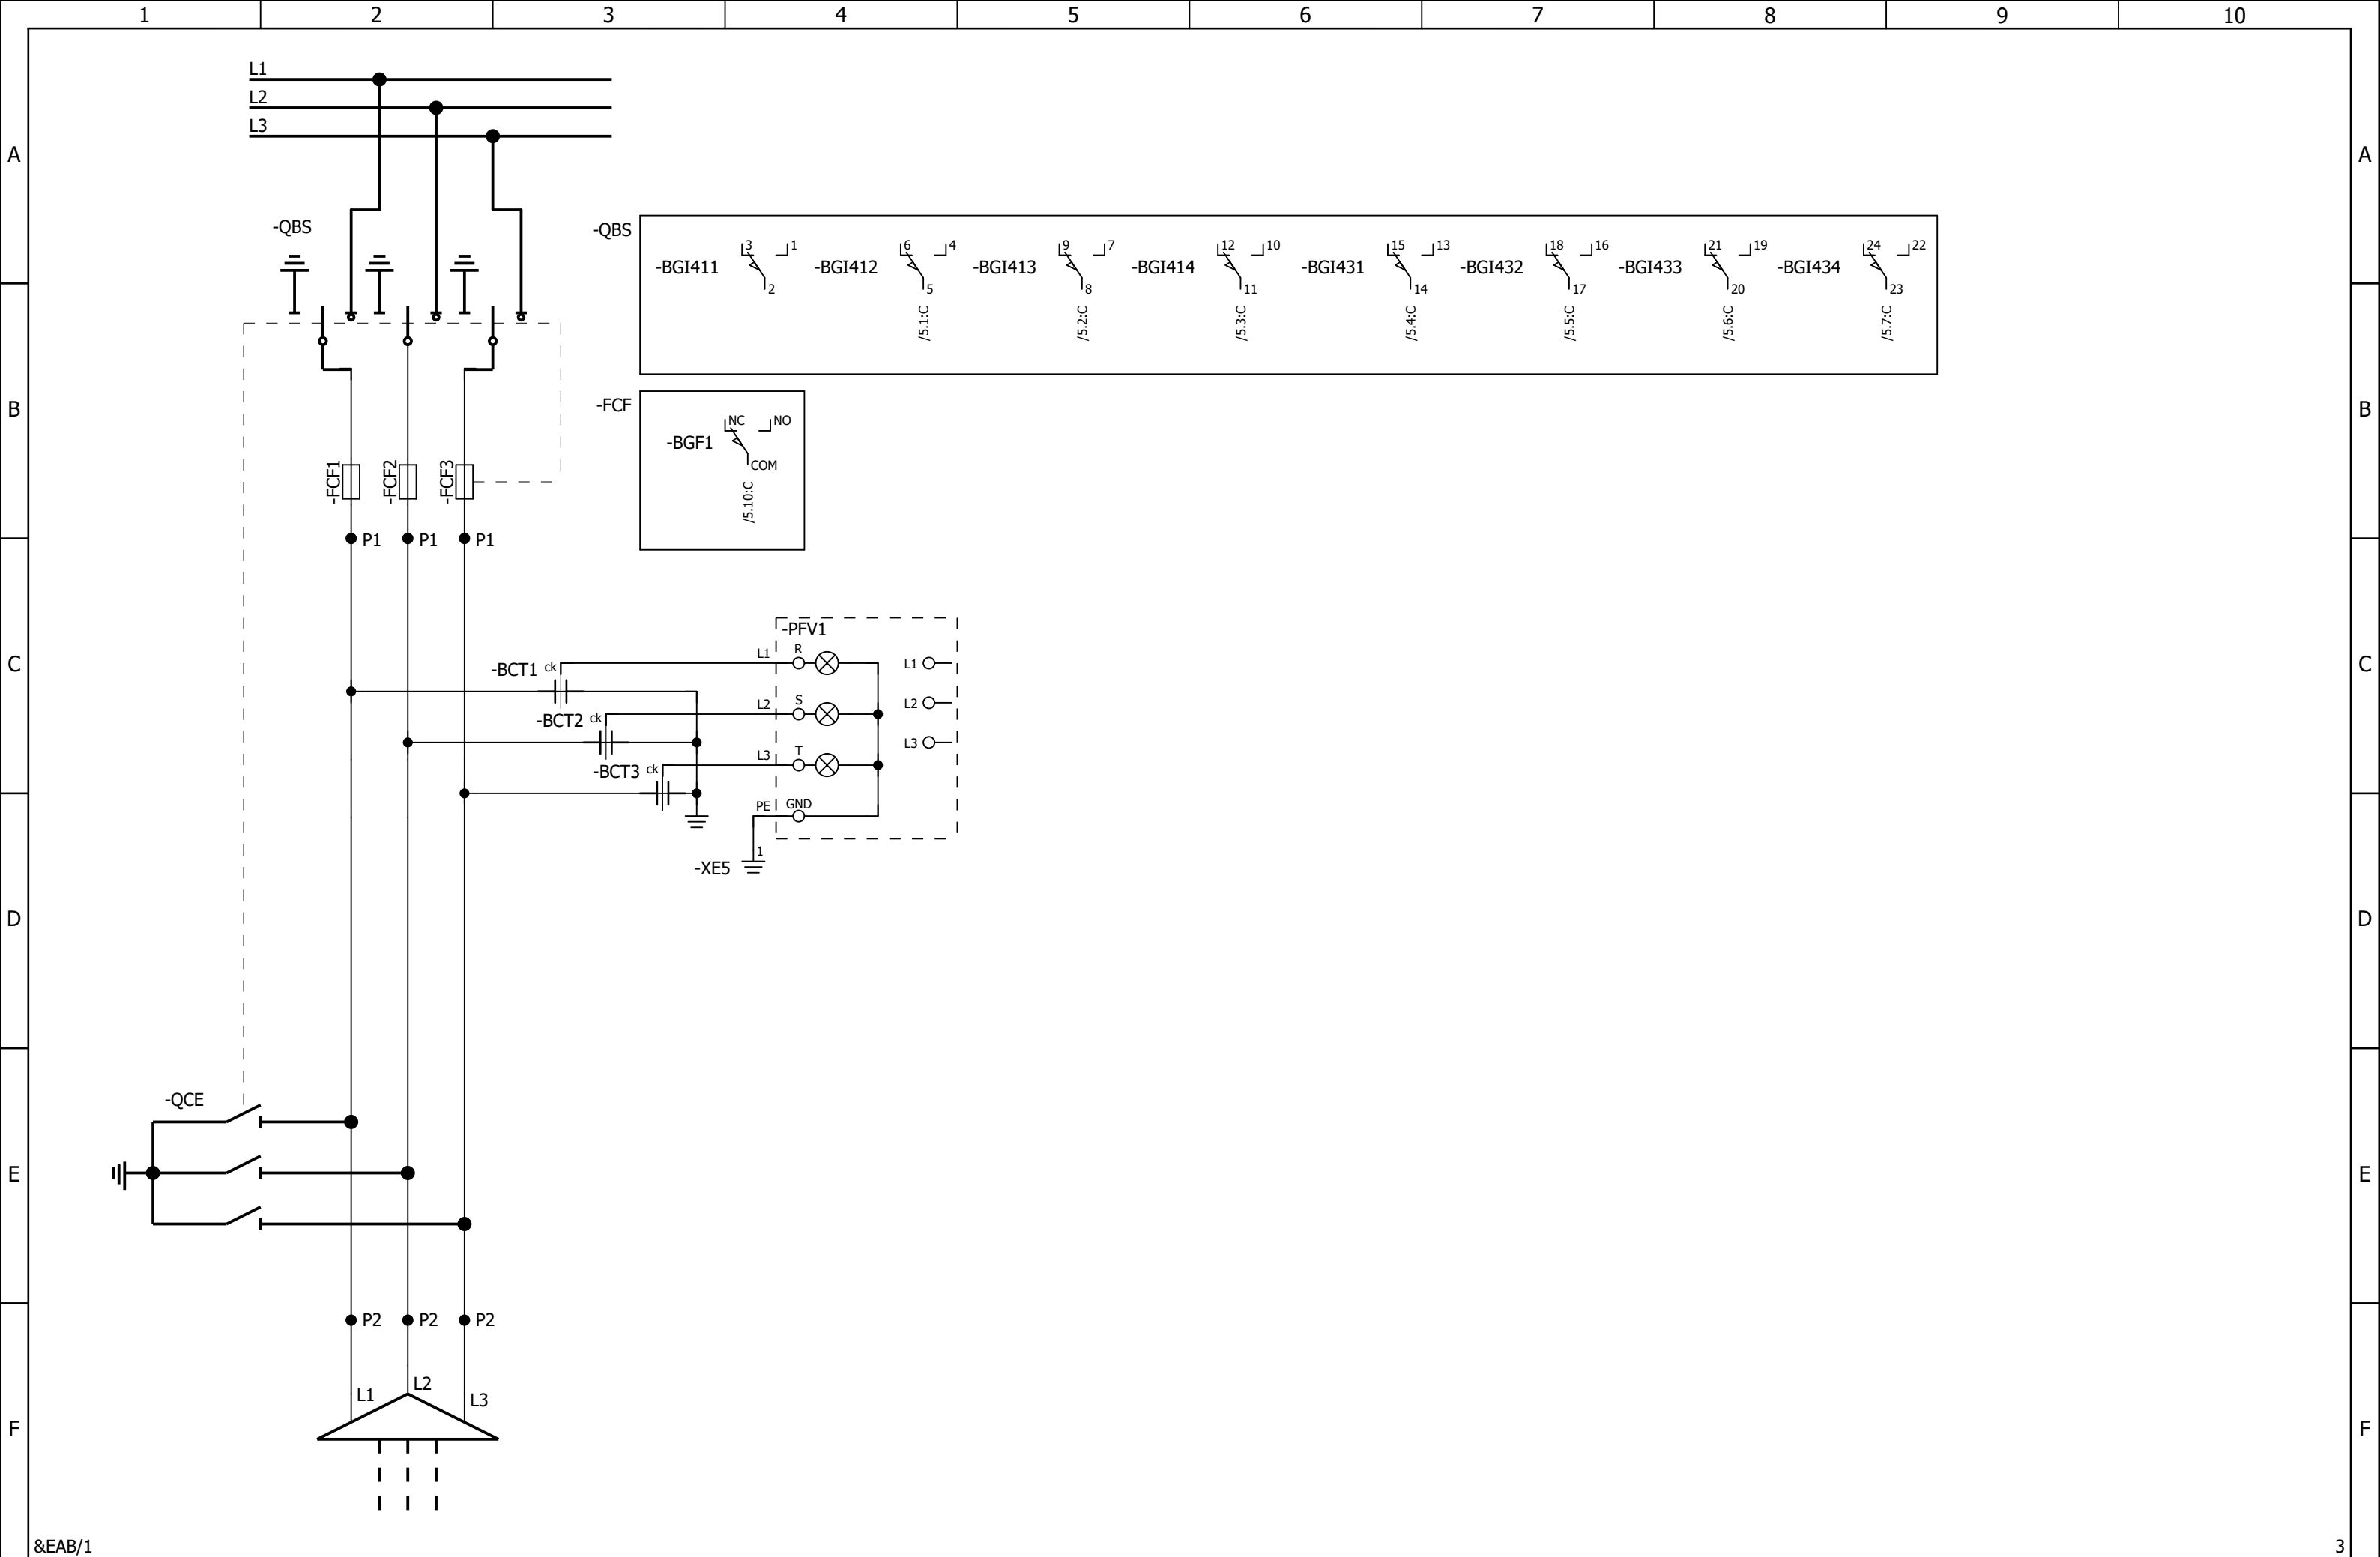 1 2 3 4 5 6 7 8 9 10
L1
L2
L3
A A
-QBS
-QBS
-BGI411 3 1 2
-BGI412 6 4 5 /5.1:C
-BGI413 9 7 8 /5.2:C
-BGI414 12 10 11 /5.3:C
-BGI431 15 13 14 /5.4:C
-BGI432 18 16 17 /5.5:C
-BGI433 21 19 20 /5.6:C
-BGI434 24 22 23 /5.7:C
B B
-FCF
-BGF1 NC NO COM /5.10:C
-FCF1 -FCF2 -FCF3
P1 P1 P1
C C
-PFV1
-BCT1 ck L1 R L1
-BCT2 ck L2 S L2
-BCT3 ck L3 T L3
PE GND
-XE5 1
D D
-QCE
E E
P2 P2 P2
L1 L2 L3
F F
&EAB/1 3